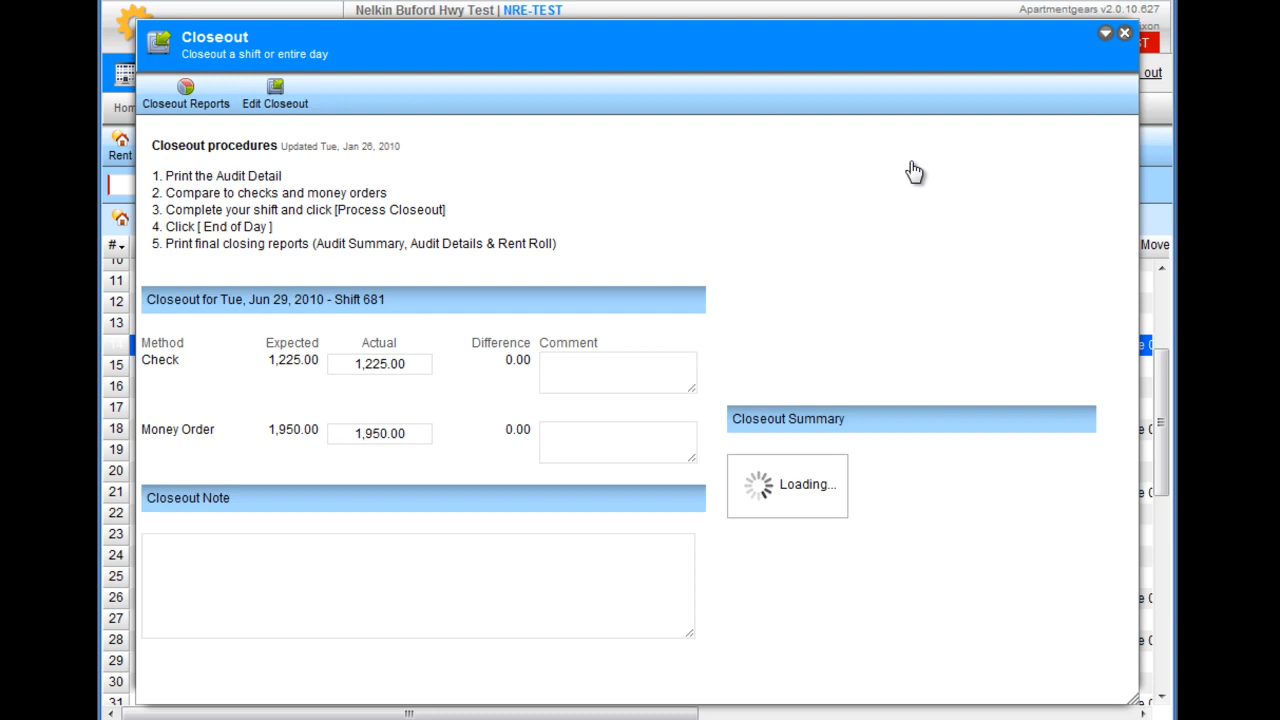 Nelkin Buford Hwy Test | NRE-TEST
Apartmentgears v2.0.10.627
Closeout
Closeout a shift or entire day
out
Closeout Reports Edit Closeout
Closeout procedures Updated Tue, Jan 26, 2010
Rent
1. Print the Audit Detail
2. Compare to checks and money orders
3. Complete your shift and click [Process Closeout]
4. Click [ End of Day ]
5. Print final closing reports (Audit Summary, Audit Details & Rent Roll)
#
Move
10
11
12
13
15
16
17
18
19
20
21
22
23
24
25
26
27
28
29
30
31
Closeout for Tue, Jun 29, 2010 - Shift 681
Method Expected Actual Difference Comment
Check 1,225.00 1,225.00 0.00
Money Order 1,950.00 1,950.00 0.00
Closeout Note
Closeout Summary
Loading...